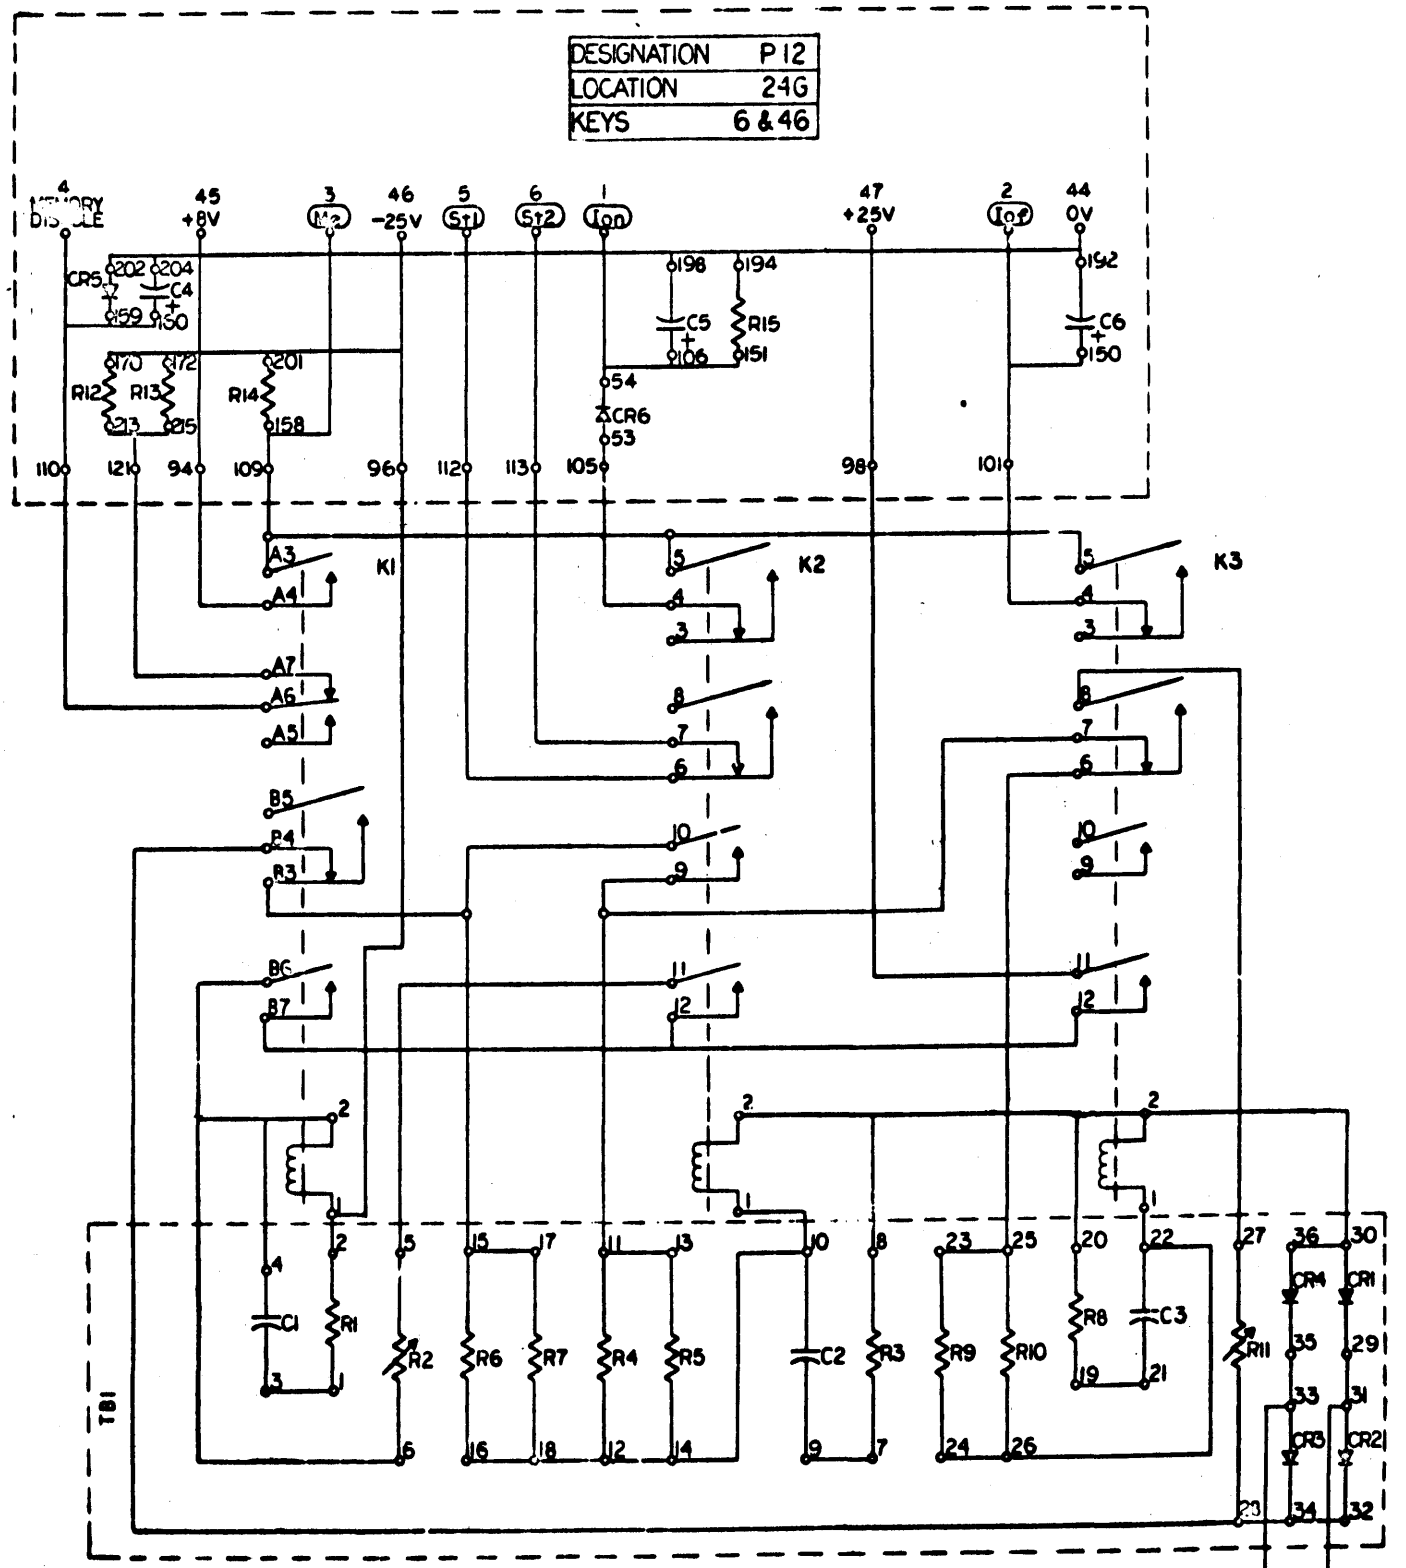 DESIGNATION P12
LOCATION 24G
KEYS 6 & 46
4 45 3 46 5 6 1 47 2 44
+8V -25V St1 St2 Ion +25V Iof 0V
202 204 198 194 192
CR5 C4 +
159 C5 + R15 C6 +
106 151 150
170 172 201
R12 R13 R14 54
213 215 158 CR6
53
110 121 94 109 96 112 113 105 98 101
A3 K1 5 K2 5 K3
A4 4 4
3 3
A7
A6 8 8
A5 7 7
6 6
B5
B4 10 10
B3 9 9
B6 11 11
B7 12 12
2 2 2
1 1 1
2 5 15 17 11 13 10 8 23 25 20 22 27 36 30
4 CR4 CR1
C1 R1 R2 R6 R7 R4 R5 C2 R3 R9 R10 R8 C3 R11 35 29
3 1 19 21 33 31
TB1
6 16 18 12 14 9 7 24 26 CR3 CR2
34 32